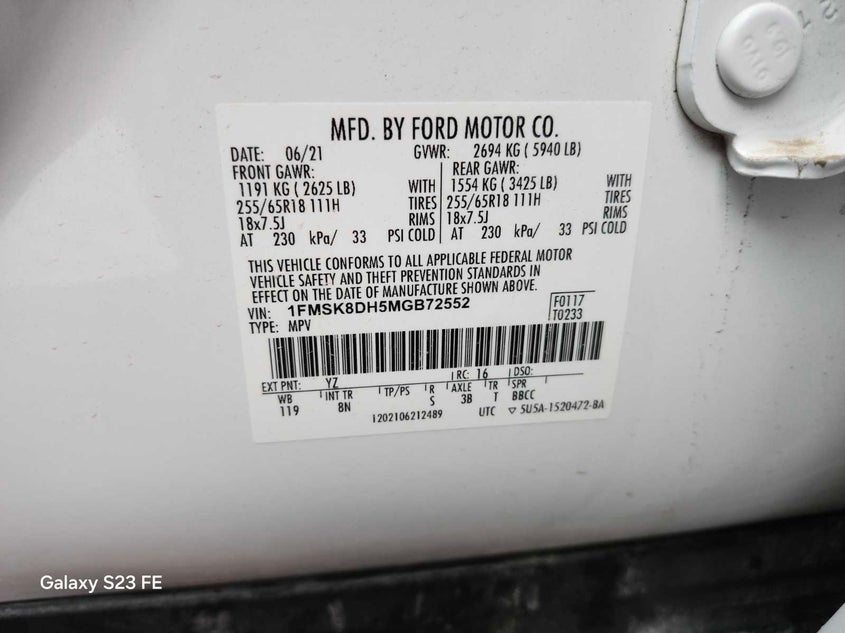 MFD. BY FORD MOTOR CO.
DATE: 06/21 GVWR: 2694 KG ( 5940 LB)
FRONT GAWR: REAR GAWR:
1191 KG ( 2625 LB) WITH 1554 KG ( 3425 LB) WITH
255/65R18 111H TIRES 255/65R18 111H TIRES
18x7.5J RIMS 18x7.5J RIMS
AT 230 kPa/ 33 PSI COLD AT 230 kPa/ 33 PSI COLD
THIS VEHICLE CONFORMS TO ALL APPLICABLE FEDERAL MOTOR
VEHICLE SAFETY AND THEFT PREVENTION STANDARDS IN
EFFECT ON THE DATE OF MANUFACTURE SHOWN ABOVE.
VIN: 1FMSK8DH5MGB72552 F0117
TYPE: MPV T0233
EXT PNT: YZ RC: 16 DSO:
WB INT TR TP/PS R AXLE TR SPR
119 8N S 3B T BBCC
1202106212489 UTC ▽ 5U5A-1520472-BA
Galaxy S23 FE